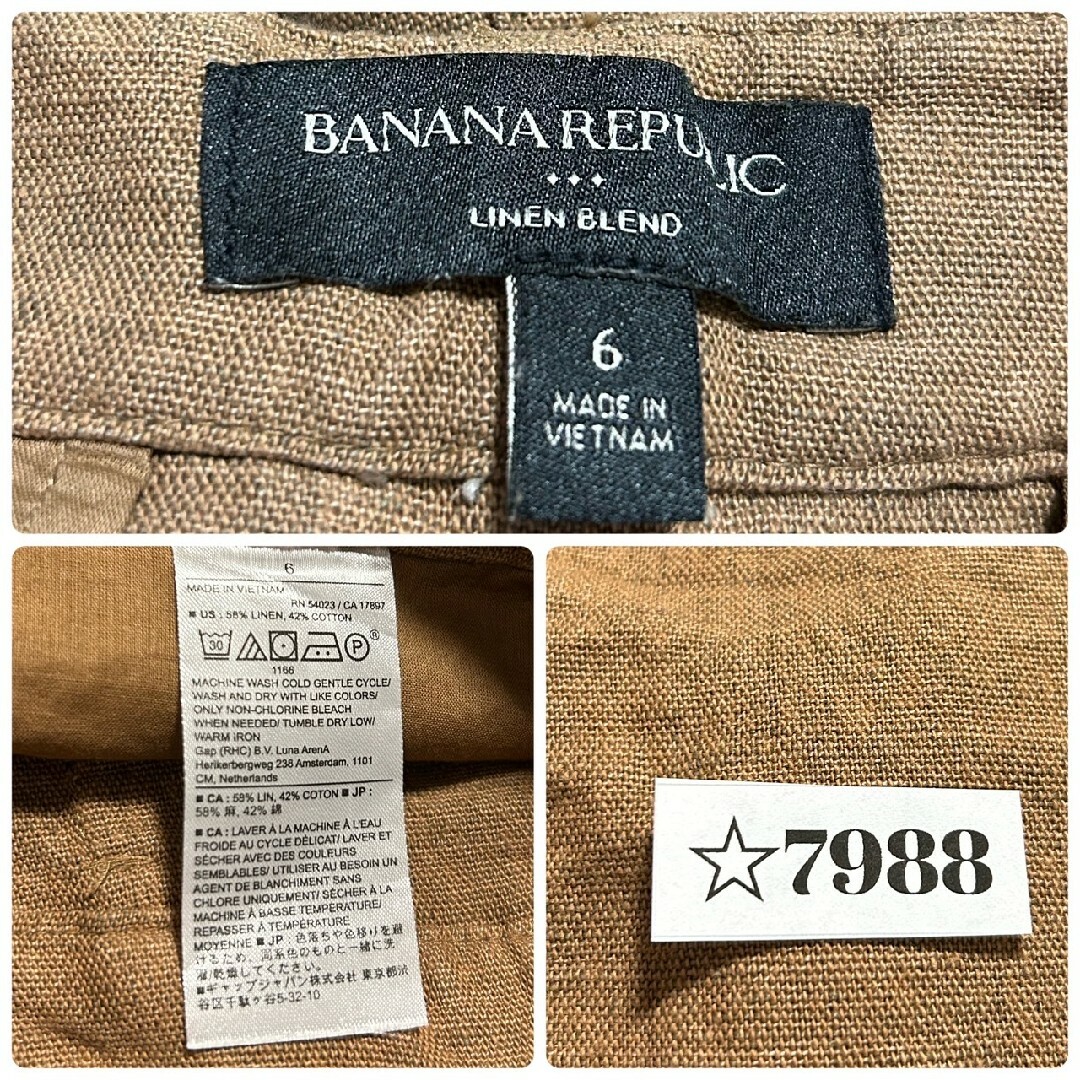 BANANA REPUBLIC
LINEN BLEND
6
MADE IN
VIETNAM
6
MADE IN VIETNAM
RN 54023 / CA 17897
■ US : 58% LINEN, 42% COTTON
30
P®
1166
MACHINE WASH COLD GENTLE CYCLE/
WASH AND DRY WITH LIKE COLORS/
ONLY NON-CHLORINE BLEACH
WHEN NEEDED/ TUMBLE DRY LOW/
WARM IRON
Gap (RHC) B.V. Luna ArenA
Herikerbergweg 238 Amsterdam, 1101
CM, Netherlands
■ CA : 58% LIN, 42% COTON ■ JP :
58% 麻, 42% 綿
■ CA : LAVER À LA MACHINE À L'EAU
FROIDE AU CYCLE DÉLICAT/ LAVER ET
SÉCHER AVEC DES COULEURS
SEMBLABLES/ UTILISER AU BESOIN UN
AGENT DE BLANCHIMENT SANS
CHLORE UNIQUEMENT/ SÉCHER À LA
MACHINE À BASSE TEMPÉRATURE/
REPASSER À TEMPÉRATURE
MOYENNE ■ JP : 色落ちや色移りを避
けるため、同系色のものと一緒に洗
濯/乾燥してください。
■ギャップジャパン株式会社 東京都渋
谷区千駄ヶ谷5-32-10
☆7988